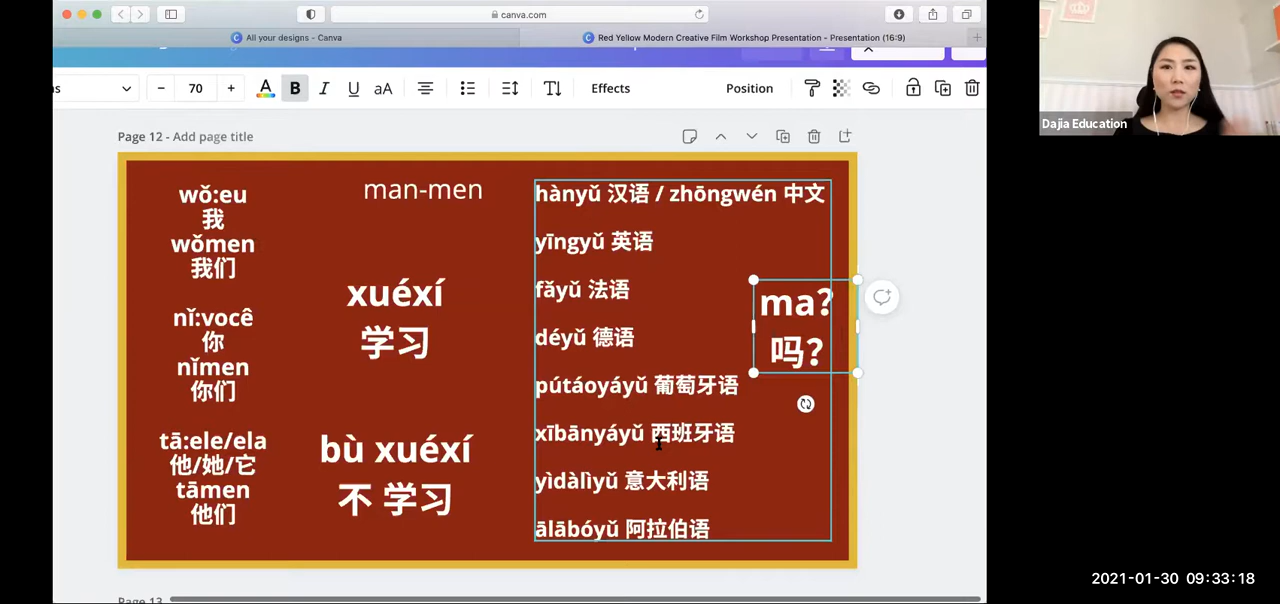 canva.com
All your designs - Canva
Red Yellow Modern Creative Film Workshop Presentation - Presentation (16:9)
70
B
I
U
aA
Effects
Position
Page 12 - Add page title
wǒ:eu
我
wǒmen
我们
nǐ:você
你
nǐmen
你们
tā:ele/ela
他/她/它
tāmen
他们
man-men
xuéxí
学习
bù xuéxí
不 学习
hànyǔ 汉语 / zhōngwén 中文
yīngyǔ 英语
fǎyǔ 法语
déyǔ 德语
pútáoyáyǔ 葡萄牙语
xībānyáyǔ 西班牙语
yìdàlìyǔ 意大利语
ālābóyǔ 阿拉伯语
ma?
吗?
Page 13
Dajia Education
2021-01-30 09:33:18